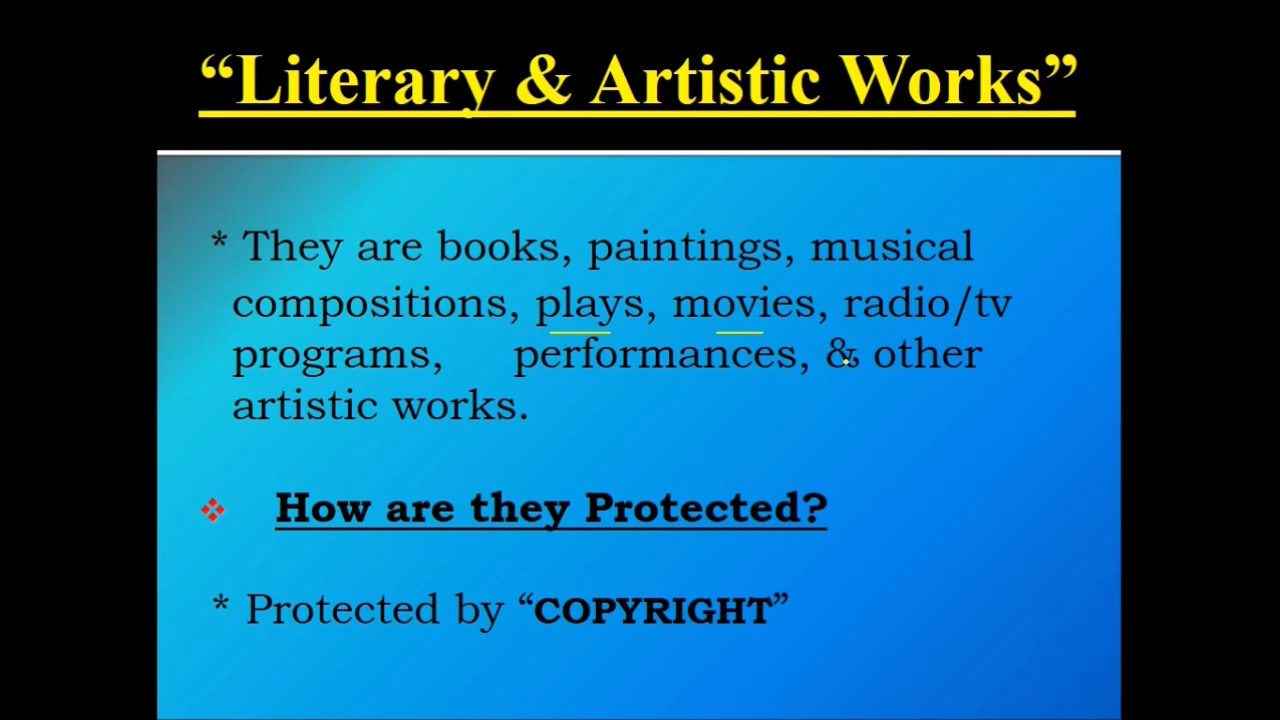 “Literary & Artistic Works”
* They are books, paintings, musical
compositions, plays, movies, radio/tv
programs, performances, & other
artistic works.
How are they Protected?
* Protected by “COPYRIGHT”